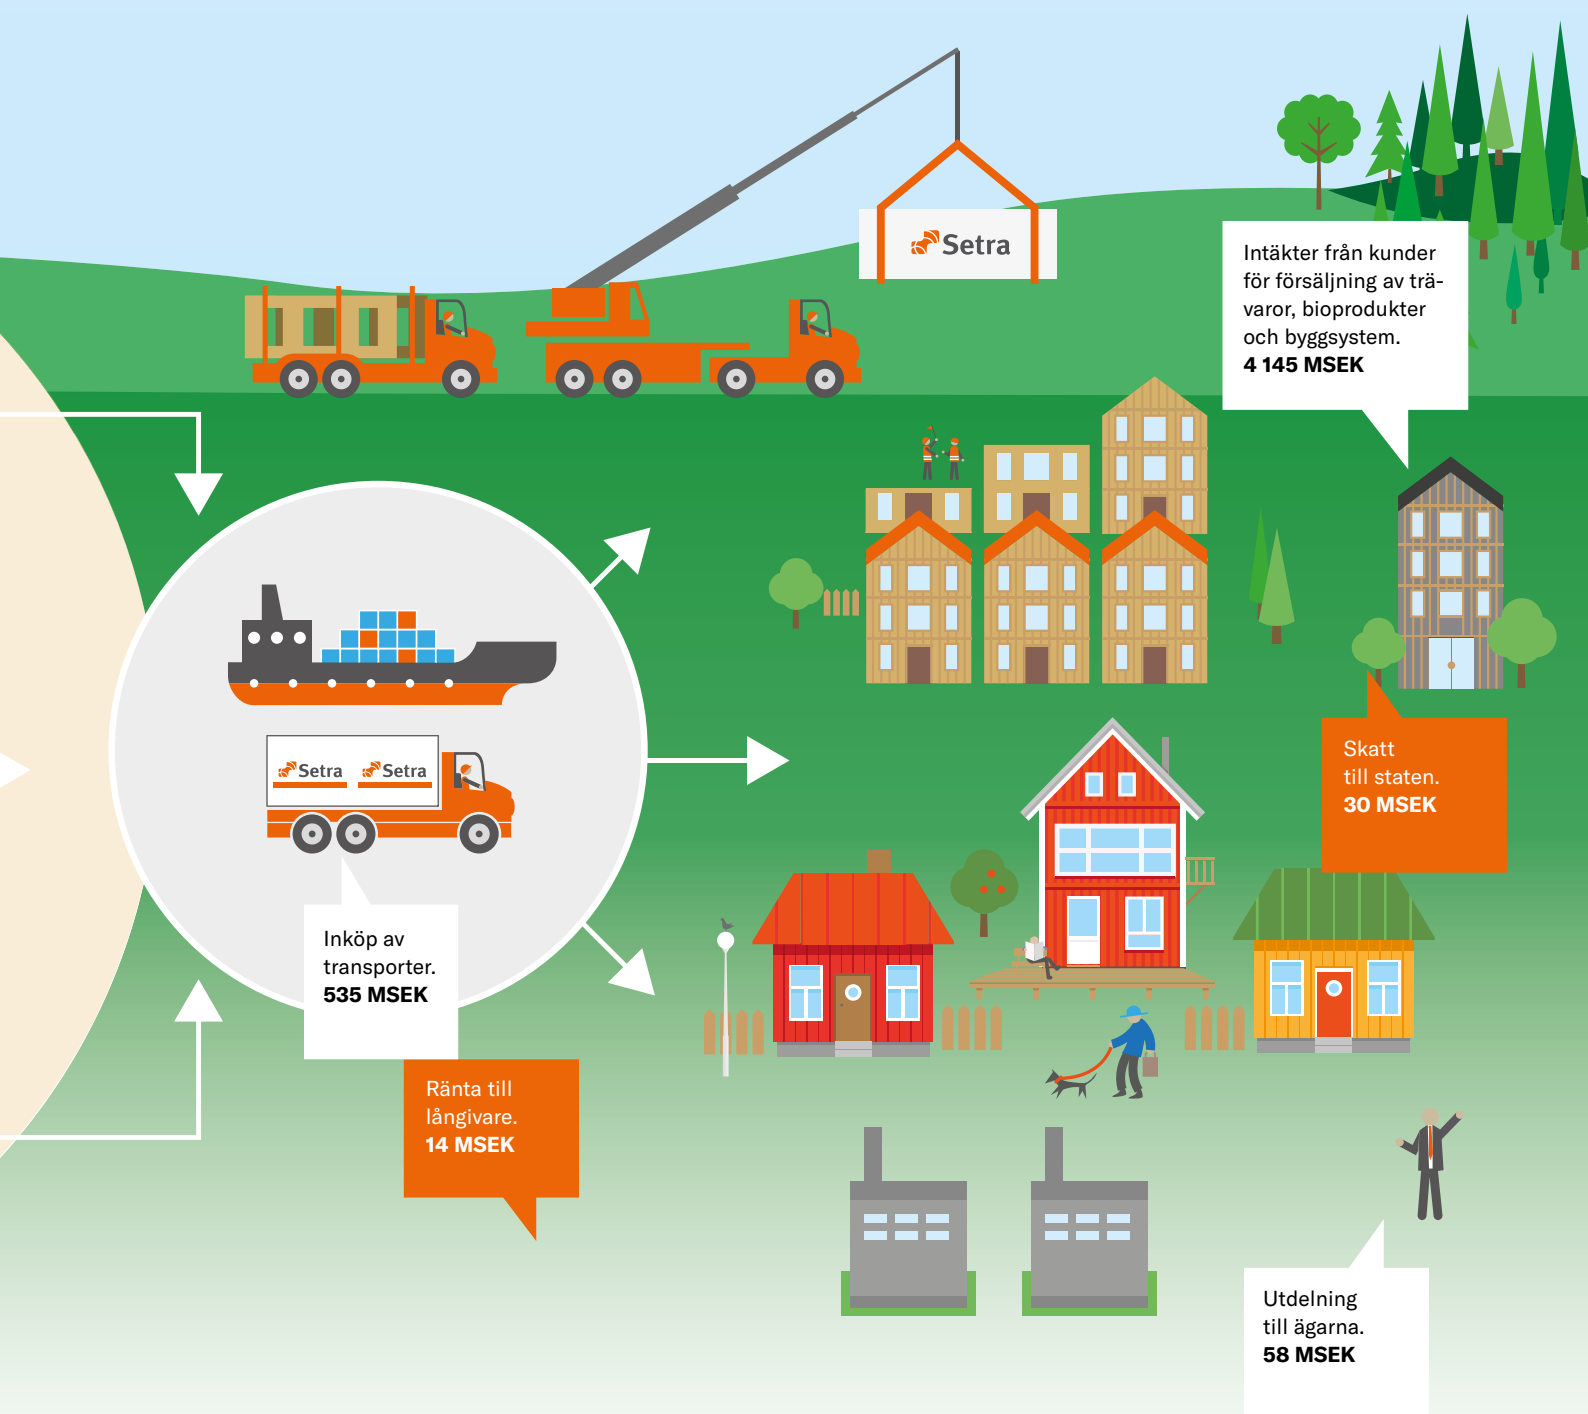 Setra
Intäkter från kunder
för försäljning av trä-
varor, bioprodukter
och byggsystem.
4 145 MSEK
Setra Setra
Skatt
till staten.
30 MSEK
Inköp av
transporter.
535 MSEK
Ränta till
långivare.
14 MSEK
Utdelning
till ägarna.
58 MSEK